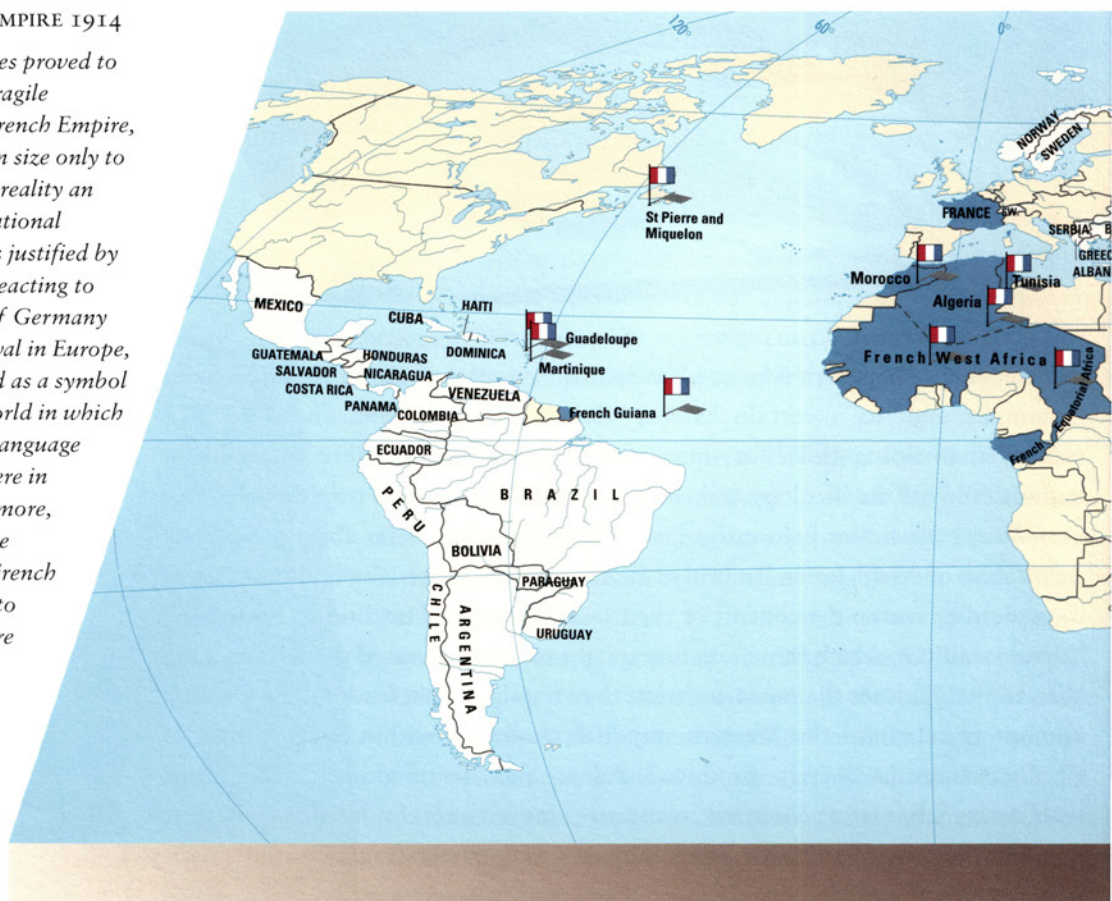 MPIRE 1914
es proved to
ragile
rench Empire,
n size only to
reality an
ational
s justified by
eacting to
f Germany
val in Europe,
d as a symbol
orld in which
anguage
ere in
more,
e
rench
to
re
120°
60°
0°
NORWAY
SWEDEN
St Pierre and
Miquelon
FRANCE
SW.
SERBIA
B
GREEC
ALBAN
Morocco
Tunisia
Algeria
MEXICO
CUBA
HAITI
Guadeloupe
French West Africa
GUATEMALA
HONDURAS
DOMINICA
SALVADOR
NICARAGUA
Martinique
COSTA RICA
VENEZUELA
PANAMA
COLOMBIA
French Guiana
French Equatorial Africa
ECUADOR
PERU
BRAZIL
BOLIVIA
PARAGUAY
CHILE
ARGENTINA
URUGUAY